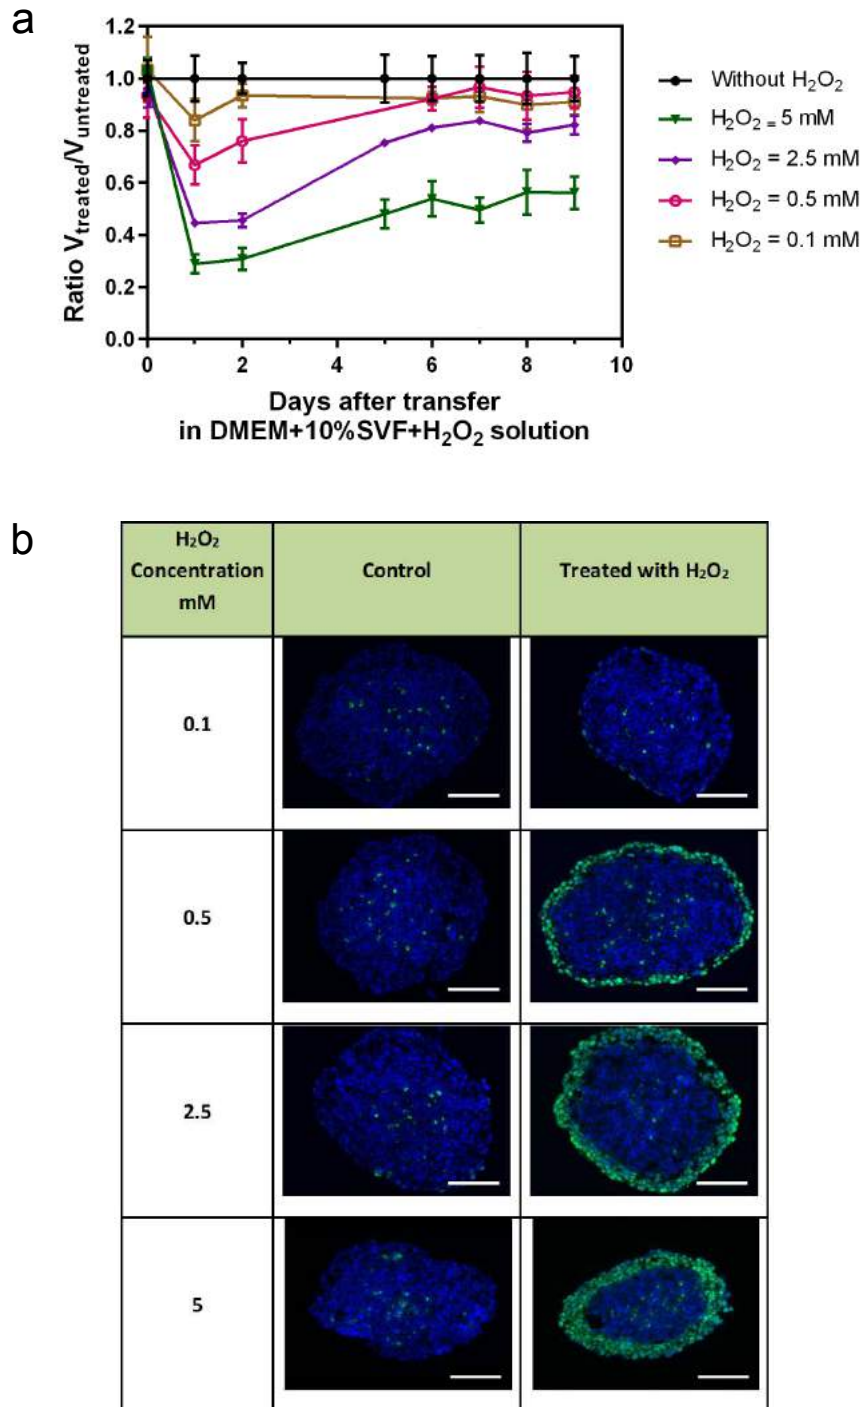 a
1.2
1.0
0.8
0.6
0.4
0.2
0.0
Ratio Vtreated/Vuntreated
0 2 4 6 8 10
Days after transfer
in DMEM+10%SVF+H2O2 solution
Without H2O2
H2O2 = 5 mM
H2O2 = 2.5 mM
H2O2 = 0.5 mM
H2O2 = 0.1 mM
b
H2O2
Concentration
mM
Control
Treated with H2O2
0.1
0.5
2.5
5